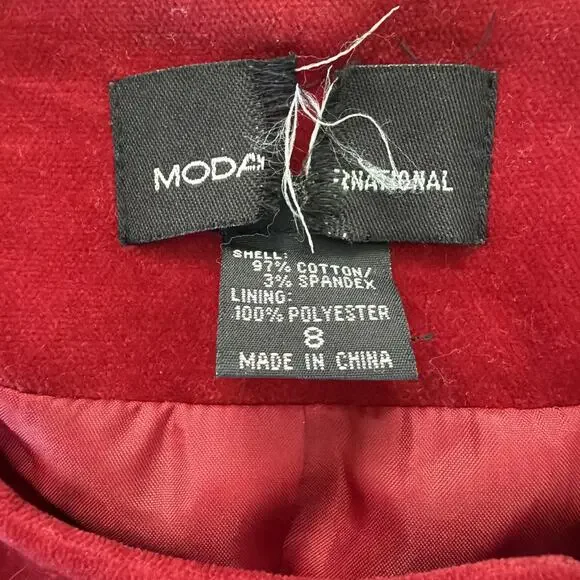 MODA RNATIONAL
SHELL:
97% COTTON/
3% SPANDEX
LINING:
100% POLYESTER
8
MADE IN CHINA